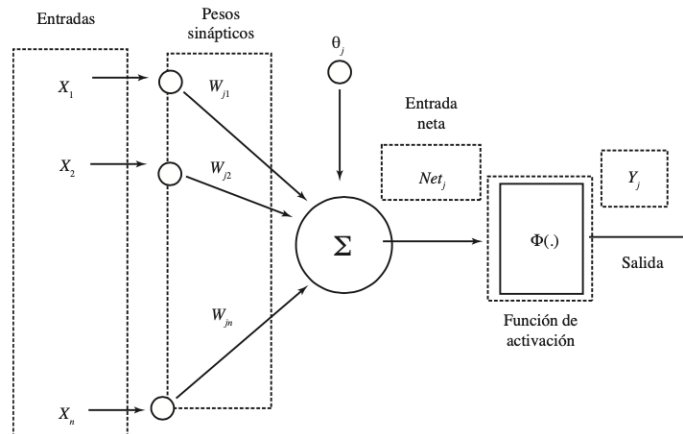 Entradas
Pesos
sinápticos
θj
X1
Wj1
Entrada
neta
X2
Wj2
Netj
Yj
Σ
Φ(.)
Salida
Wjn
Función de
activación
Xn